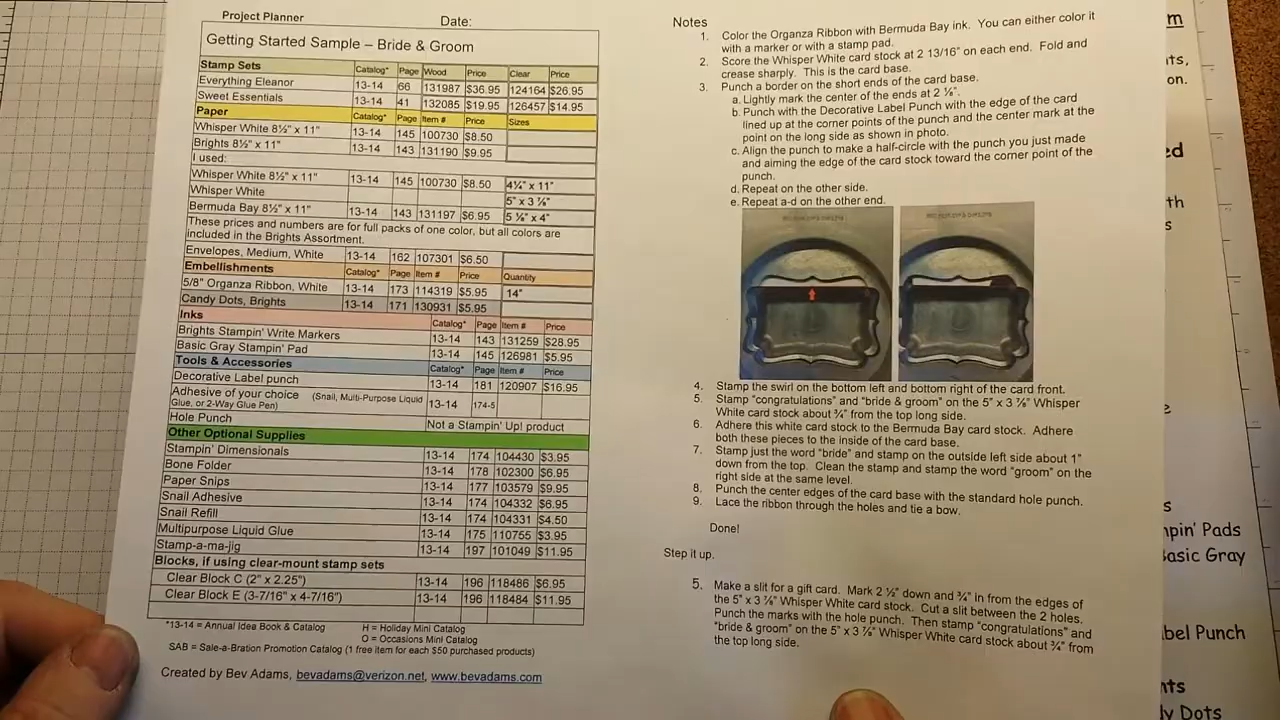 Project Planner Date:
Getting Started Sample – Bride & Groom
Stamp Sets Catalog* Page Wood Price Clear Price
Everything Eleanor 13-14 66 131987 $36.95 124164 $26.95
Sweet Essentials 13-14 41 132085 $19.95 126457 $14.95
Paper Catalog* Page Item # Price Sizes
Whisper White 8½" x 11" 13-14 145 100730 $8.50
Brights 8½" x 11" 13-14 143 131190 $9.95
I used:
Whisper White 8½" x 11" 13-14 145 100730 $8.50 4¼" x 11"
Whisper White 5" x 3 ⅞"
Bermuda Bay 8½" x 11" 13-14 143 131197 $6.95 5 ⅛" x 4"
These prices and numbers are for full packs of one color, but all colors are
included in the Brights Assortment.
Envelopes, Medium, White 13-14 162 107301 $6.50
Embellishments Catalog* Page Item # Price Quantity
5/8" Organza Ribbon, White 13-14 173 114319 $5.95 14"
Candy Dots, Brights 13-14 171 130931 $5.95
Inks Catalog* Page Item # Price
Brights Stampin' Write Markers 13-14 143 131259 $28.95
Basic Gray Stampin' Pad 13-14 145 126981 $5.95
Tools & Accessories Catalog* Page Item # Price
Decorative Label punch 13-14 181 120907 $16.95
Adhesive of your choice (Snail, Multi-Purpose Liquid
Glue, or 2-Way Glue Pen) 13-14 174-5
Hole Punch Not a Stampin' Up! product
Other Optional Supplies
Stampin' Dimensionals 13-14 174 104430 $3.95
Bone Folder 13-14 178 102300 $6.95
Paper Snips 13-14 177 103579 $9.95
Snail Adhesive 13-14 174 104332 $6.95
Snail Refill 13-14 174 104331 $4.50
Multipurpose Liquid Glue 13-14 175 110755 $3.95
Stamp-a-ma-jig 13-14 197 101049 $11.95
Blocks, if using clear-mount stamp sets
Clear Block C (2" x 2.25") 13-14 196 118486 $6.95
Clear Block E (3-7/16" x 4-7/16") 13-14 196 118484 $11.95
*13-14 = Annual Idea Book & Catalog H = Holiday Mini Catalog
O = Occasions Mini Catalog
SAB = Sale-a-Bration Promotion Catalog (1 free item for each $50 purchased products)
Created by Bev Adams, bevadams@verizon.net, www.bevadams.com
Notes
1. Color the Organza Ribbon with Bermuda Bay ink. You can either color it
with a marker or with a stamp pad.
2. Score the Whisper White card stock at 2 13/16" on each end. Fold and
crease sharply. This is the card base.
3. Punch a border on the short ends of the card base.
a. Lightly mark the center of the ends at 2 ⅛".
b. Punch with the Decorative Label Punch with the edge of the card
lined up at the corner points of the punch and the center mark at the
point on the long side as shown in photo.
c. Align the punch to make a half-circle with the punch you just made
and aiming the edge of the card stock toward the corner point of the
punch.
d. Repeat on the other side.
e. Repeat a-d on the other end.
4. Stamp the swirl on the bottom left and bottom right of the card front.
5. Stamp "congratulations" and "bride & groom" on the 5" x 3 ⅞" Whisper
White card stock about ¾" from the top long side.
6. Adhere this white card stock to the Bermuda Bay card stock. Adhere
both these pieces to the inside of the card base.
7. Stamp just the word "bride" and stamp on the outside left side about 1"
down from the top. Clean the stamp and stamp the word "groom" on the
right side at the same level.
8. Punch the center edges of the card base with the standard hole punch.
9. Lace the ribbon through the holes and tie a bow.
Done!
Step it up.
5. Make a slit for a gift card. Mark 2 ½" down and ¾" in from the edges of
the 5" x 3 ⅞" Whisper White card stock. Cut a slit between the 2 holes.
Punch the marks with the hole punch. Then stamp "congratulations" and
"bride & groom" on the 5" x 3 ⅞" Whisper White card stock about ¾" from
the top long side.
m
nts,
on.
ed
th
s
e
s
npin' Pads
Basic Gray
abel Punch
nts
dy Dots